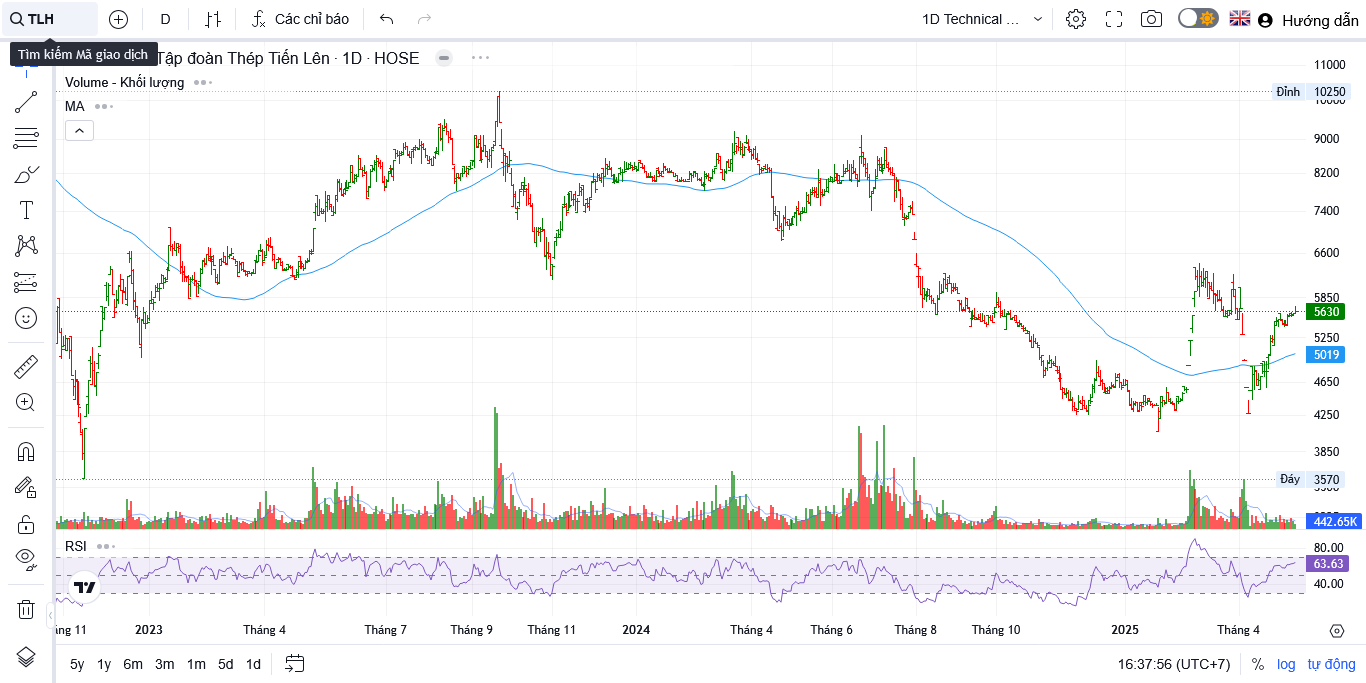 TLH
D
Các chỉ báo
1D Technical ...
Hướng dẫn
Tìm kiếm Mã giao dịch
Tập đoàn Thép Tiến Lên · 1D · HOSE
Volume - Khối lượng
MA
11000
Đỉnh 10250
10000
9000
8200
7400
6600
5850
5630
5250
5019
4650
4250
3850
Đáy 3570
3500
442.65K
RSI
80.00
63.63
40.00
ng 11 2023 Tháng 4 Tháng 7 Tháng 9 Tháng 11 2024 Tháng 4 Tháng 6 Tháng 8 Tháng 10 2025 Tháng 4
5y 1y 6m 3m 1m 5d 1d
16:37:56 (UTC+7) % log tự động